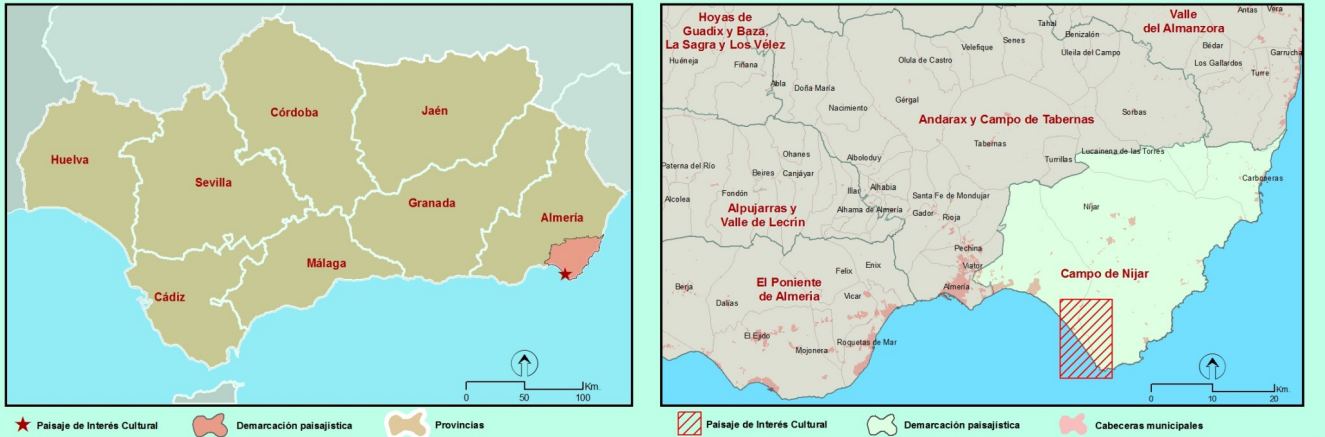 Huelva
Sevilla
Córdoba
Jaén
Granada
Almería
Málaga
Cádiz
0 50 100 Km.
Paisaje de Interés Cultural
Demarcación paisajística
Provincias
Hoyas de
Guadix y Baza,
La Sagra y Los Vélez
Huéneja
Fiñana
Abla
Doña María
Nacimiento
Olula de Castro
Gérgal
Velefique
Senes
Tahal
Benizalón
Uleila del Campo
Valle
del Almanzora
Antas
Vera
Bédar
Garrucha
Los Gallardos
Turre
Andarax y Campo de Tabernas
Sorbas
Tabernas
Turrillas
Lucainena de las Torres
Carboneras
Paterna del Río
Ohanes
Beires
Canjáyar
Alboloduy
Fondón
Alcolea
Illar
Alhabia
Alhama de Almería
Santa Fe de Mondujar
Gador
Rioja
Alpujarras y
Valle de Lecrín
Níjar
Pechina
Viator
Almería
Campo de Nijar
El Poniente
de Almería
Felix
Enix
Berja
Dalías
Vicar
El Ejido
Mojonera
Roquetas de Mar
0 10 20 Km.
Paisaje de Interés Cultural
Demarcación paisajística
Cabeceras municipales